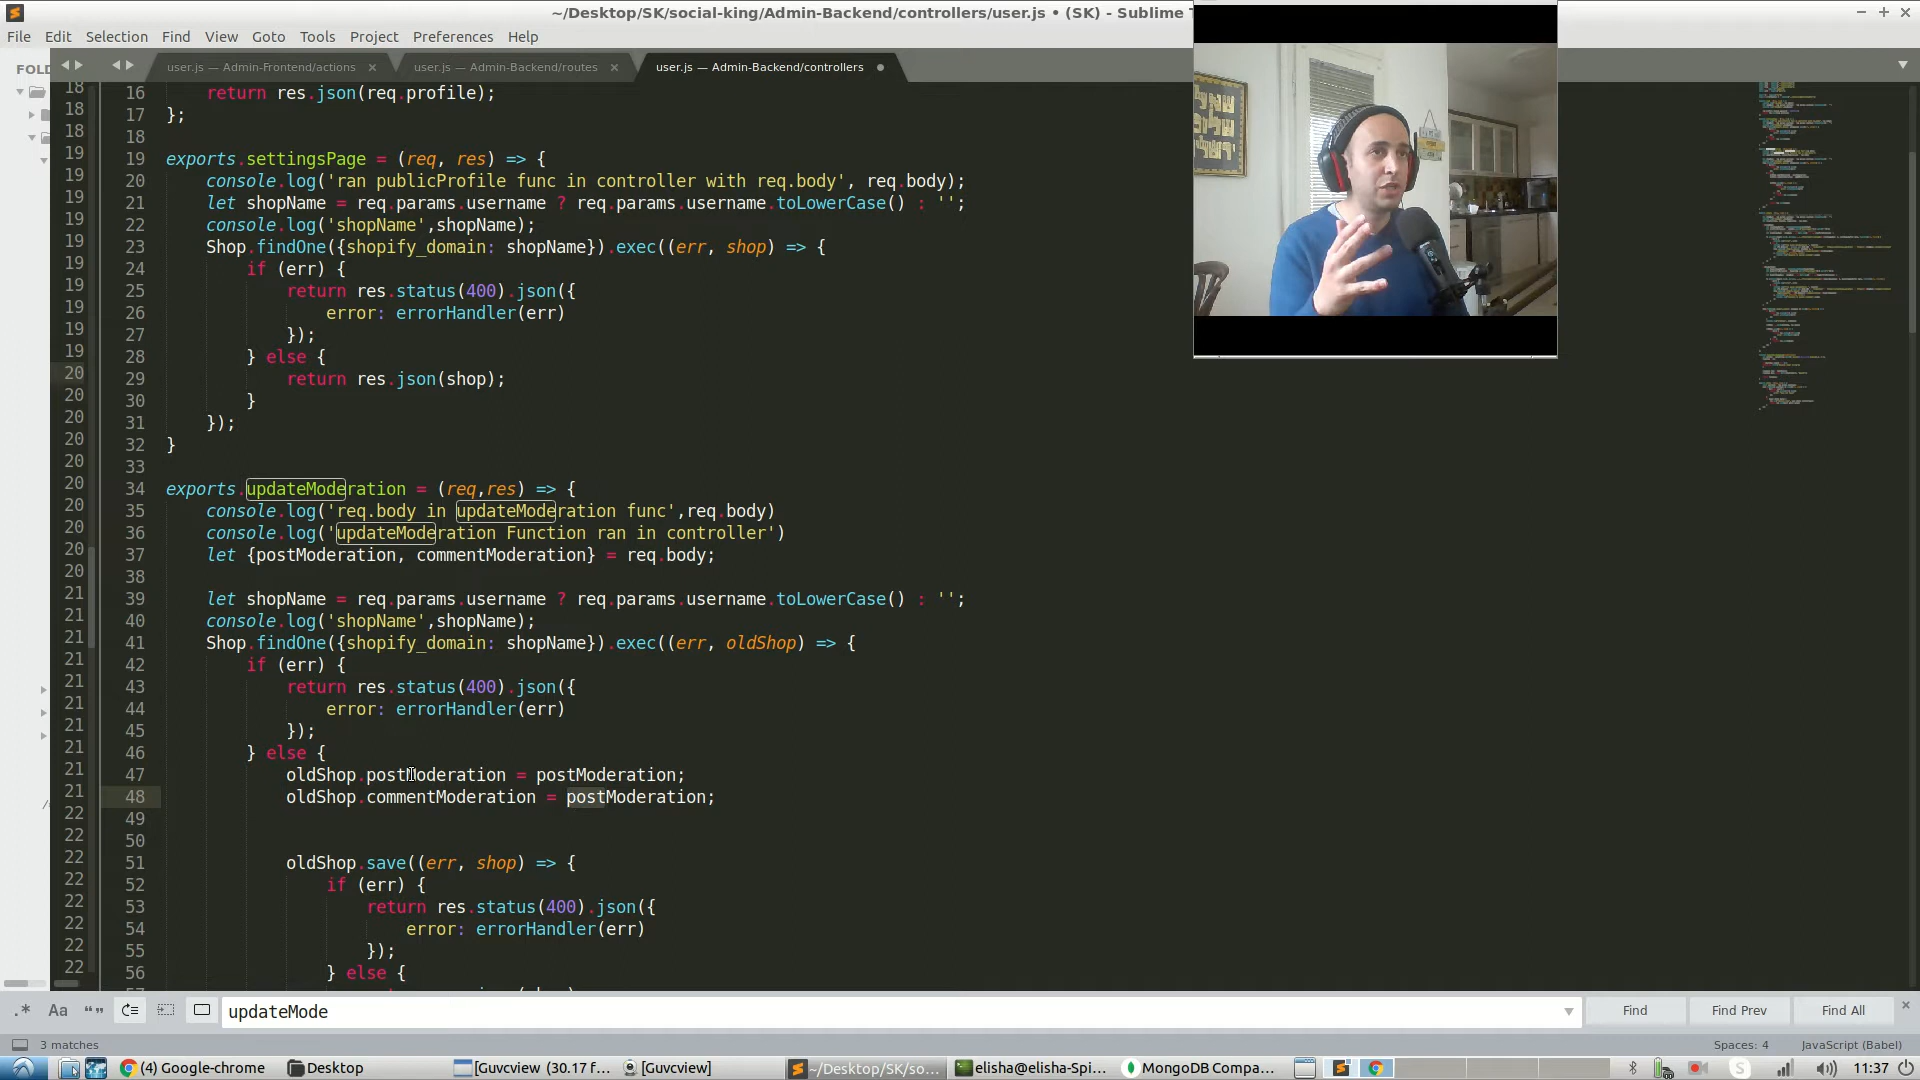 ~/Desktop/SK/social-king/Admin-Backend/controllers/user.js • (SK) - Sublime T
File Edit Selection Find View Goto Tools Project Preferences Help
FOLD
user.js — Admin-Frontend/actions
user.js — Admin-Backend/routes
user.js — Admin-Backend/controllers
16 return res.json(req.profile);
17 };
18
19 exports.settingsPage = (req, res) => {
20 console.log('ran publicProfile func in controller with req.body', req.body);
21 let shopName = req.params.username ? req.params.username.toLowerCase() : '';
22 console.log('shopName',shopName);
23 Shop.findOne({shopify_domain: shopName}).exec((err, shop) => {
24 if (err) {
25 return res.status(400).json({
26 error: errorHandler(err)
27 });
28 } else {
29 return res.json(shop);
30 }
31 });
32 }
33
34 exports.updateModeration = (req,res) => {
35 console.log('req.body in updateModeration func',req.body)
36 console.log('updateModeration Function ran in controller')
37 let {postModeration, commentModeration} = req.body;
38
39 let shopName = req.params.username ? req.params.username.toLowerCase() : '';
40 console.log('shopName',shopName);
41 Shop.findOne({shopify_domain: shopName}).exec((err, oldShop) => {
42 if (err) {
43 return res.status(400).json({
44 error: errorHandler(err)
45 });
46 } else {
47 oldShop.postModeration = postModeration;
48 oldShop.commentModeration = postModeration;
49
50
51 oldShop.save((err, shop) => {
52 if (err) {
53 return res.status(400).json({
54 error: errorHandler(err)
55 });
56 } else {
updateMode
Find
Find Prev
Find All
3 matches
Spaces: 4
JavaScript (Babel)
(4) Google-chrome
Desktop
[Guvcview (30.17 f...
[Guvcview]
~/Desktop/SK/so...
elisha@elisha-Spi...
MongoDB Compa...
11:37